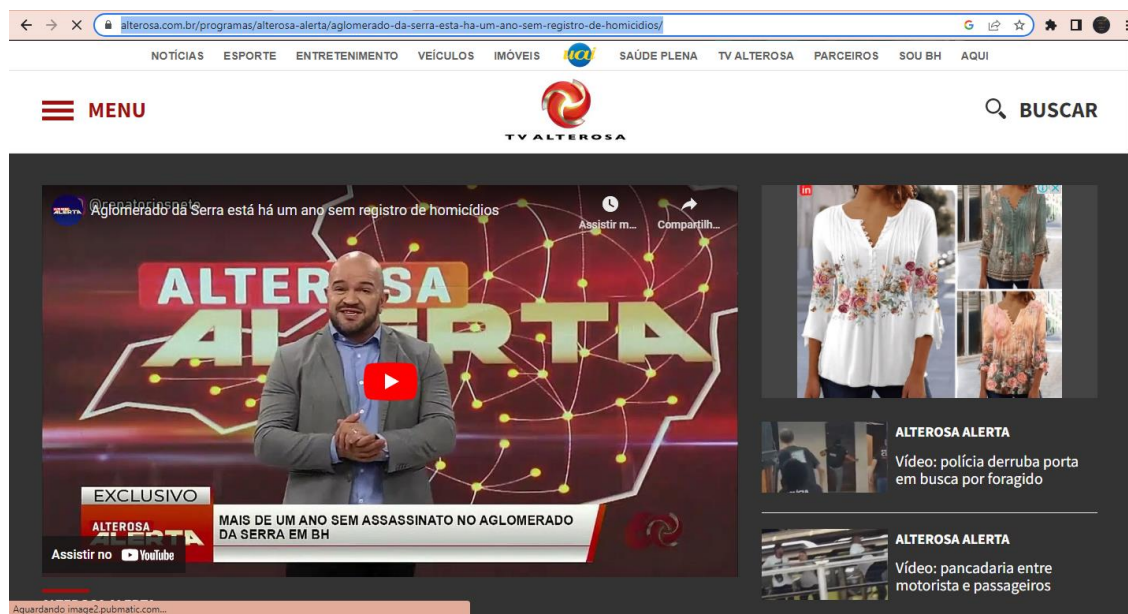 alterosa.com.br/programas/alterosa-alerta/aglomerado-da-serra-esta-ha-um-ano-sem-registro-de-homicidios/
NOTÍCIAS ESPORTE ENTRETENIMENTO VEÍCULOS IMÓVEIS uai SAÚDE PLENA TV ALTEROSA PARCEIROS SOU BH AQUI
MENU
TV ALTEROSA
BUSCAR
Aglomerado da Serra está há um ano sem registro de homicídios
Assistir m...
Compartilh...
ALTEROSA
ALERTA
EXCLUSIVO
ALTEROSA
ALERTA
MAIS DE UM ANO SEM ASSASSINATO NO AGLOMERADO
DA SERRA EM BH
Assistir no YouTube
in
ALTEROSA ALERTA
Vídeo: polícia derruba porta
em busca por foragido
ALTEROSA ALERTA
Vídeo: pancadaria entre
motorista e passageiros
Aguardando image2.pubmatic.com...